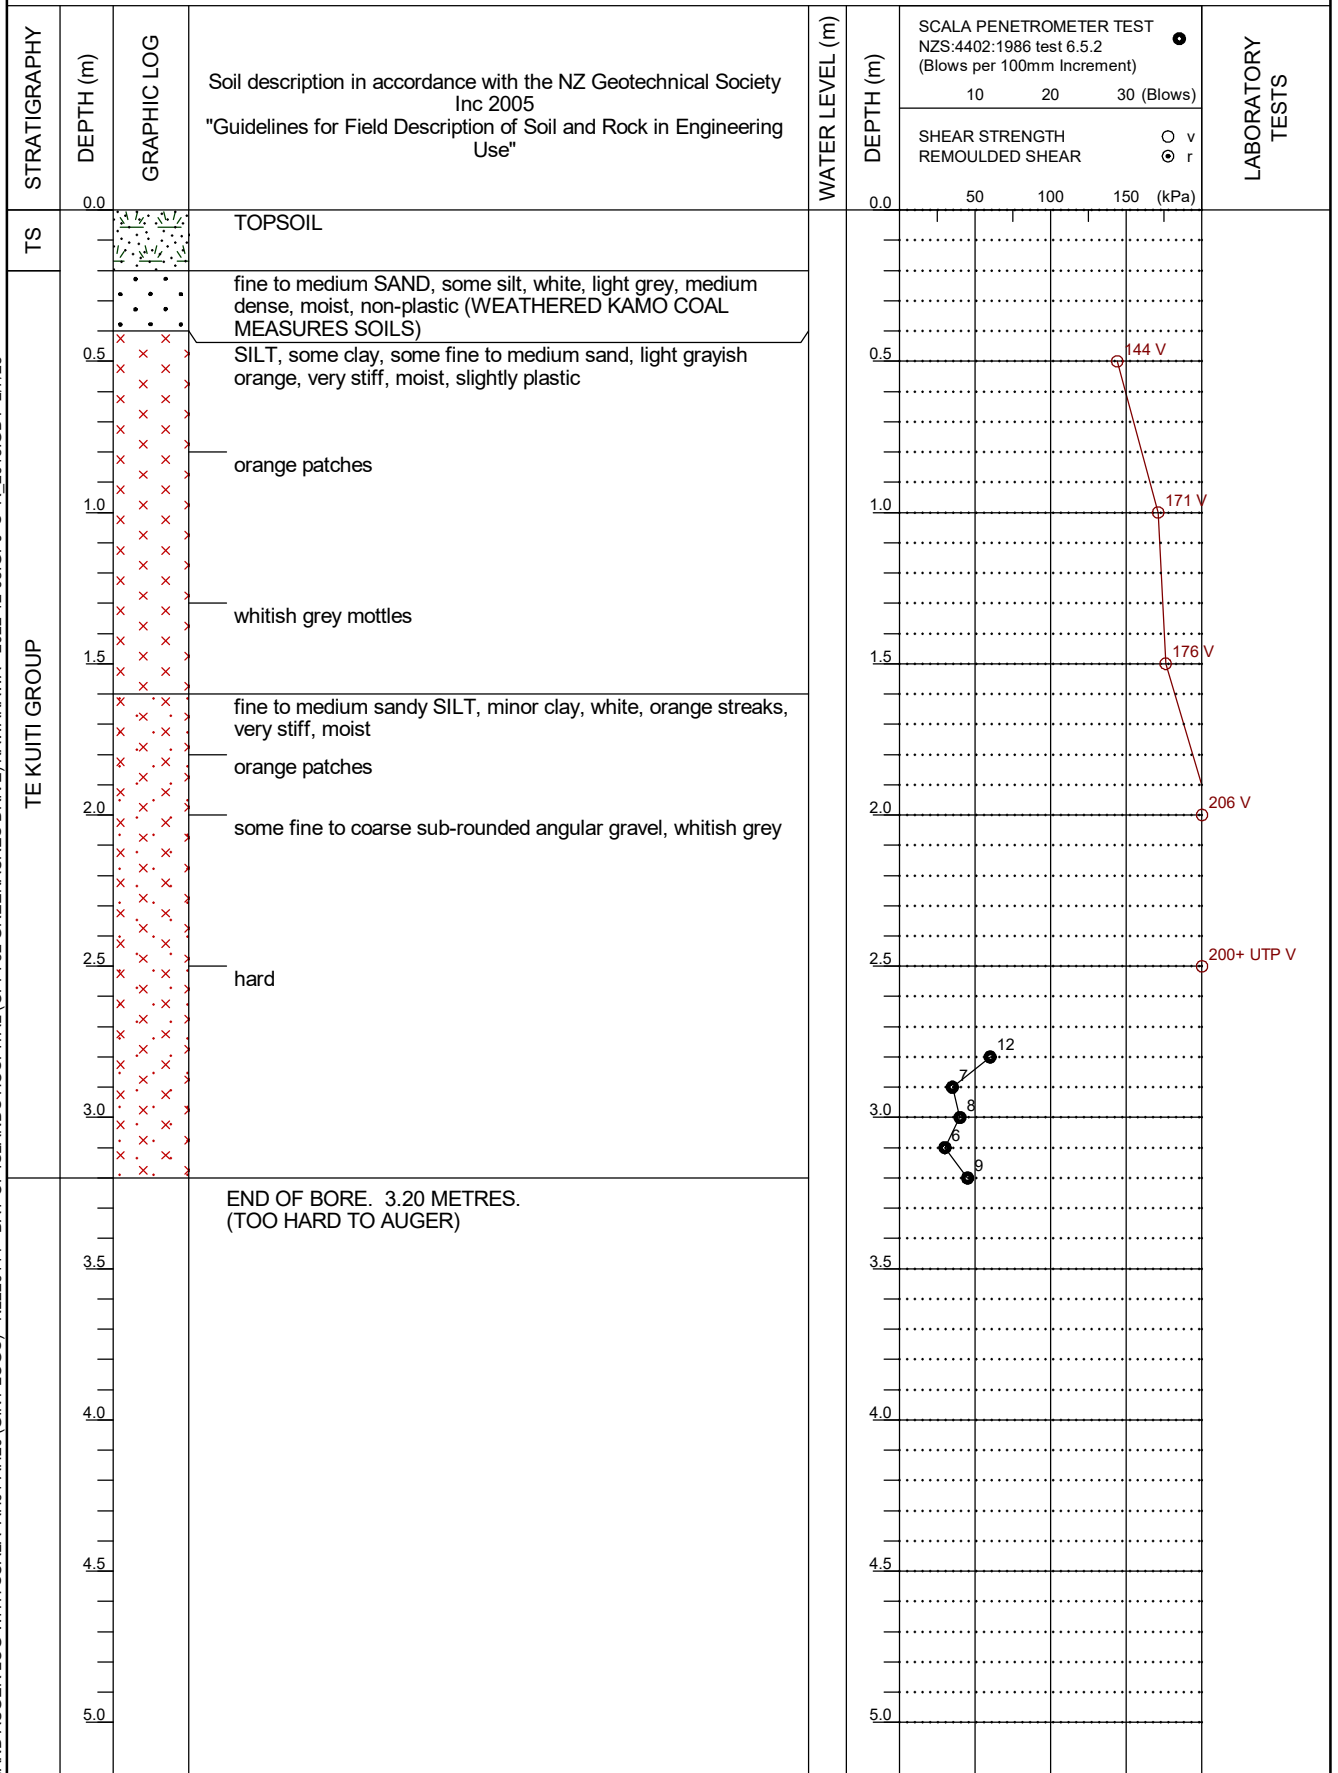 STRATIGRAPHY
DEPTH (m)
GRAPHIC LOG
Soil description in accordance with the NZ Geotechnical Society
Inc 2005
"Guidelines for Field Description of Soil and Rock in Engineering
Use"
WATER LEVEL (m)
DEPTH (m)
SCALA PENETROMETER TEST
NZS:4402:1986 test 6.5.2
(Blows per 100mm Increment)
10 20 30 (Blows)
SHEAR STRENGTH v
REMOULDED SHEAR r
50 100 150 (kPa)
LABORATORY
TESTS
0.0 0.0
TS
TOPSOIL
fine to medium SAND, some silt, white, light grey, medium
dense, moist, non-plastic (WEATHERED KAMO COAL
MEASURES SOILS)
SILT, some clay, some fine to medium sand, light grayish
orange, very stiff, moist, slightly plastic
0.5 0.5 144 V
orange patches
1.0 1.0 171 V
whitish grey mottles
1.5 1.5 176 V
TE KUITI GROUP
fine to medium sandy SILT, minor clay, white, orange streaks,
very stiff, moist
orange patches
2.0 2.0 206 V
some fine to coarse sub-rounded angular gravel, whitish grey
2.5 2.5 200+ UTP V
hard
12
7
3.0 3.0 8
6
9
END OF BORE. 3.20 METRES.
(TOO HARD TO AUGER)
3.5 3.5
4.0 4.0
4.5 4.5
5.0 5.0